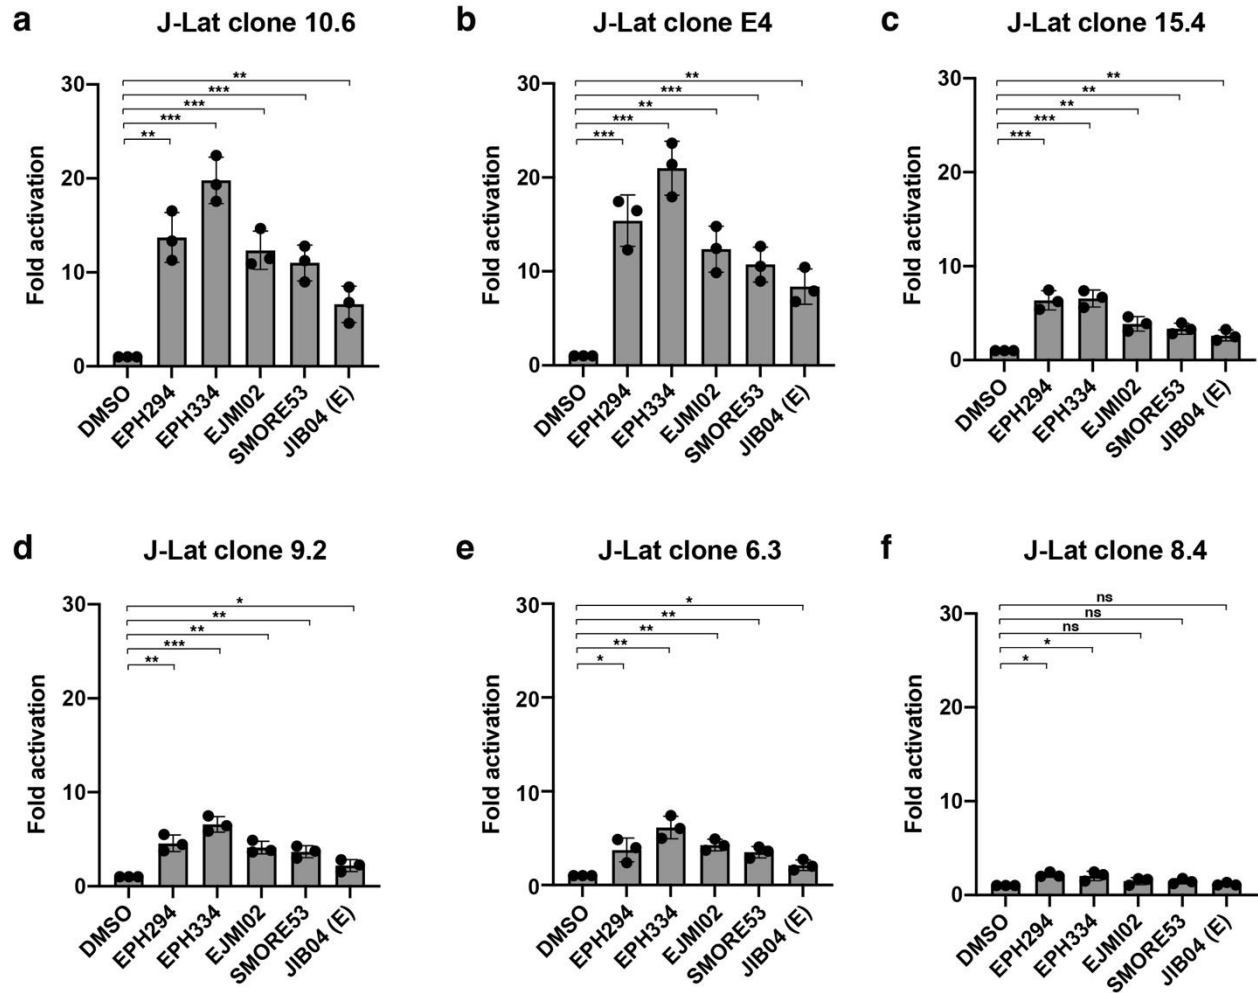 a
J-Lat clone 10.6
Fold activation
30
20
10
0
**
***
***
***
**
DMSO
EPH294
EPH334
EJMI02
SMORE53
JIB04 (E)
b
J-Lat clone E4
Fold activation
30
20
10
0
**
***
**
***
***
DMSO
EPH294
EPH334
EJMI02
SMORE53
JIB04 (E)
c
J-Lat clone 15.4
Fold activation
30
20
10
0
**
**
**
***
***
DMSO
EPH294
EPH334
EJMI02
SMORE53
JIB04 (E)
d
J-Lat clone 9.2
Fold activation
30
20
10
0
*
**
**
***
**
DMSO
EPH294
EPH334
EJMI02
SMORE53
JIB04 (E)
e
J-Lat clone 6.3
Fold activation
30
20
10
0
*
**
**
**
*
DMSO
EPH294
EPH334
EJMI02
SMORE53
JIB04 (E)
f
J-Lat clone 8.4
Fold activation
30
20
10
0
ns
ns
ns
*
*
DMSO
EPH294
EPH334
EJMI02
SMORE53
JIB04 (E)